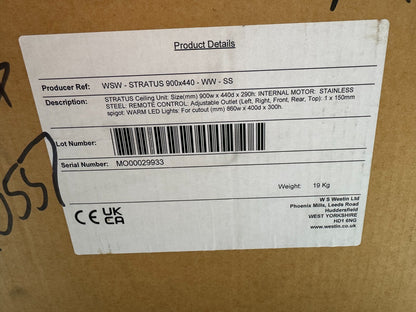 Product Details
Producer Ref: WSW - STRATUS 900x440 - WW - SS
Description: STRATUS Ceiling Unit: Size(mm) 900w x 440d x 290h: INTERNAL MOTOR: STAINLESS
STEEL: REMOTE CONTROL: Adjustable Outlet (Left, Right, Front, Rear, Top): 1 x 150mm
spigot: WARM LED Lights: For cutout (mm) 860w x 400d x 300h.
Lot Number:
Serial Number: MO00029933
Weight: 19 Kg
CE UK
CA
W S Westin Ltd
Phoenix Mills, Leeds Road
Huddersfield
WEST YORKSHIRE
HD1 6NG
www.westin.co.uk